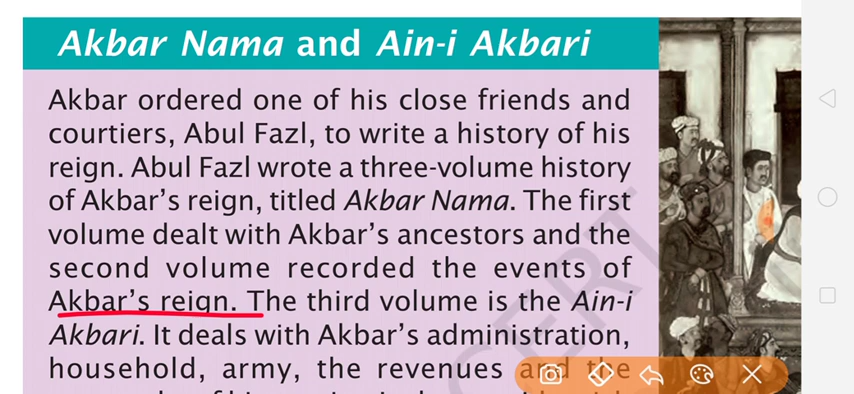 Akbar Nama and Ain-i Akbari
Akbar ordered one of his close friends and
courtiers, Abul Fazl, to write a history of his
reign. Abul Fazl wrote a three-volume history
of Akbar's reign, titled Akbar Nama. The first
volume dealt with Akbar's ancestors and the
second volume recorded the events of
Akbar's reign. The third volume is the Ain-i
Akbari. It deals with Akbar's administration,
household, army, the revenues and the